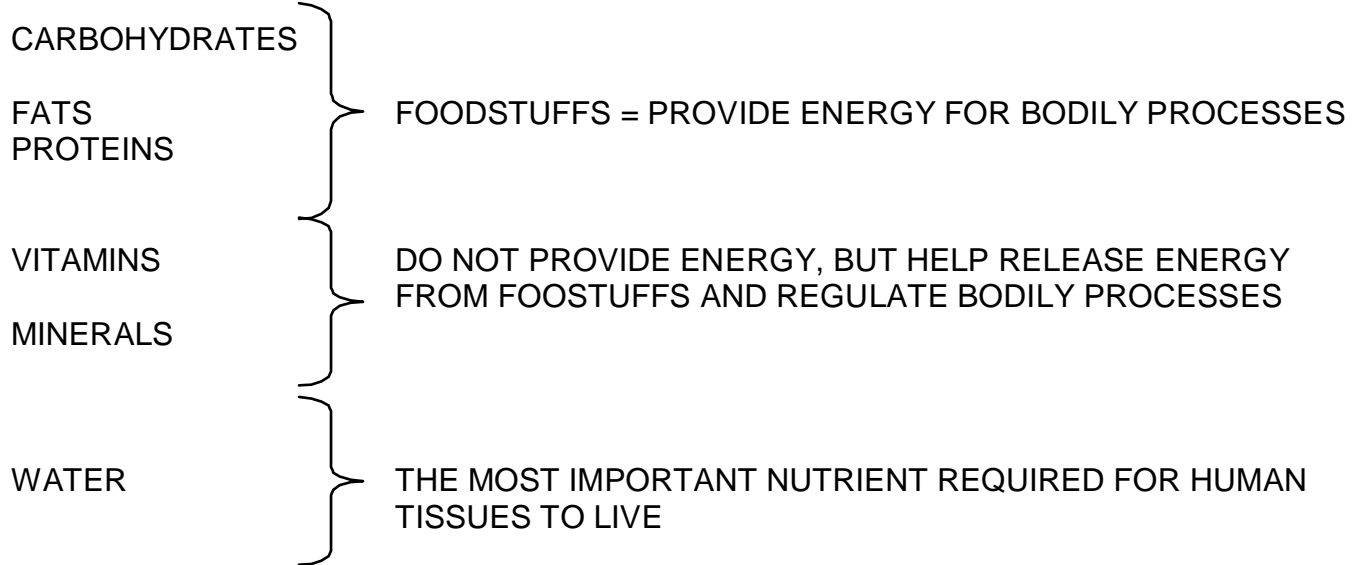 CARBOHYDRATES
FATS
PROTEINS
FOODSTUFFS = PROVIDE ENERGY FOR BODILY PROCESSES
VITAMINS
MINERALS
DO NOT PROVIDE ENERGY, BUT HELP RELEASE ENERGY
FROM FOOSTUFFS AND REGULATE BODILY PROCESSES
WATER
THE MOST IMPORTANT NUTRIENT REQUIRED FOR HUMAN
TISSUES TO LIVE